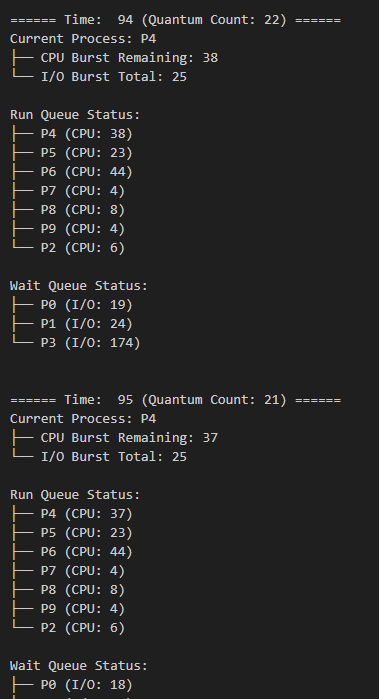 ====== Time:  94 (Quantum Count: 22) ======
Current Process: P4
├── CPU Burst Remaining: 38
└── I/O Burst Total: 25
Run Queue Status:
├── P4 (CPU: 38)
├── P5 (CPU: 23)
├── P6 (CPU: 44)
├── P7 (CPU: 4)
├── P8 (CPU: 8)
├── P9 (CPU: 4)
└── P2 (CPU: 6)
Wait Queue Status:
├── P0 (I/O: 19)
├── P1 (I/O: 24)
└── P3 (I/O: 174)
====== Time:  95 (Quantum Count: 21) ======
Current Process: P4
├── CPU Burst Remaining: 37
└── I/O Burst Total: 25
Run Queue Status:
├── P4 (CPU: 37)
├── P5 (CPU: 23)
├── P6 (CPU: 44)
├── P7 (CPU: 4)
├── P8 (CPU: 8)
├── P9 (CPU: 4)
└── P2 (CPU: 6)
Wait Queue Status:
├── P0 (I/O: 18)